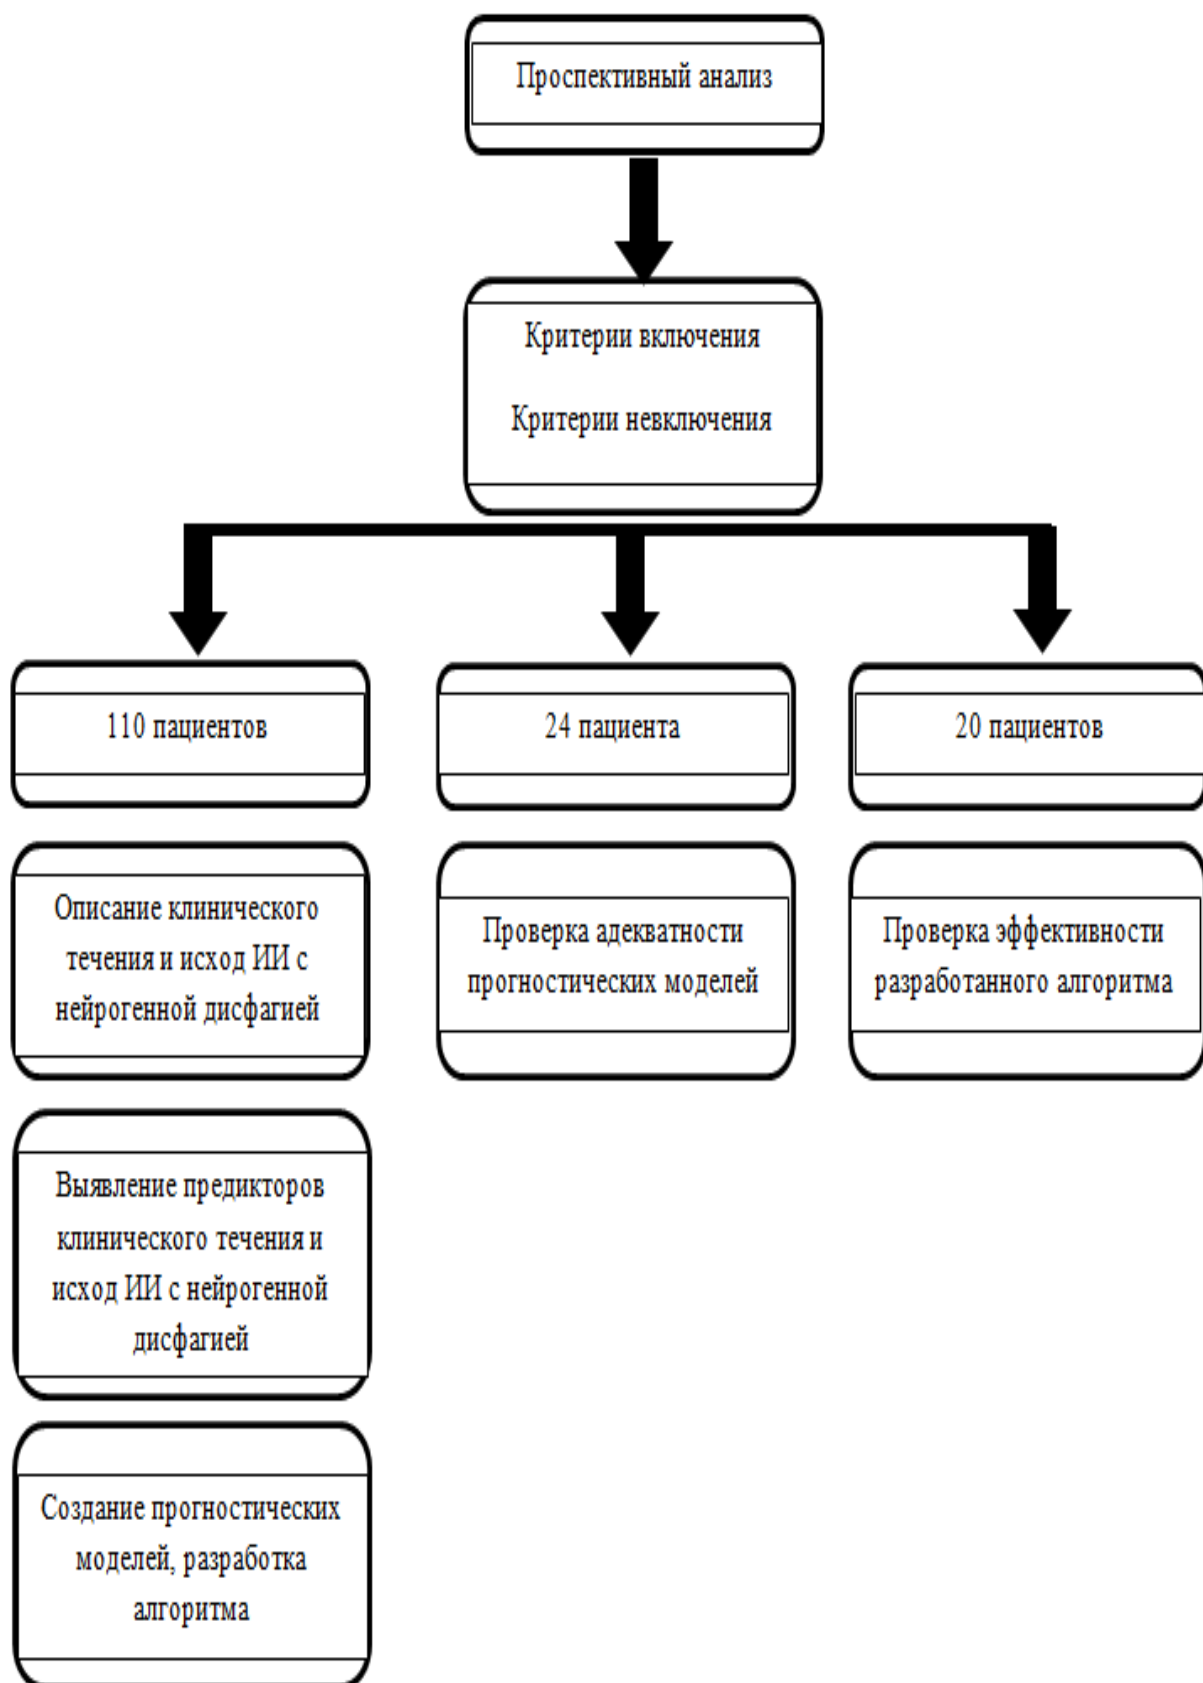 Проспективный анализ
Критерии включения
Критерии невключения
110 пациентов
24 пациента
20 пациентов
Описание клинического
течения и исход ИИ с
нейрогенной дисфагией
Проверка адекватности
прогностических моделей
Проверка эффективности
разработанного алгоритма
Выявление предикторов
клинического течения и
исход ИИ с нейрогенной
дисфагией
Создание прогностических
моделей, разработка
алгоритма